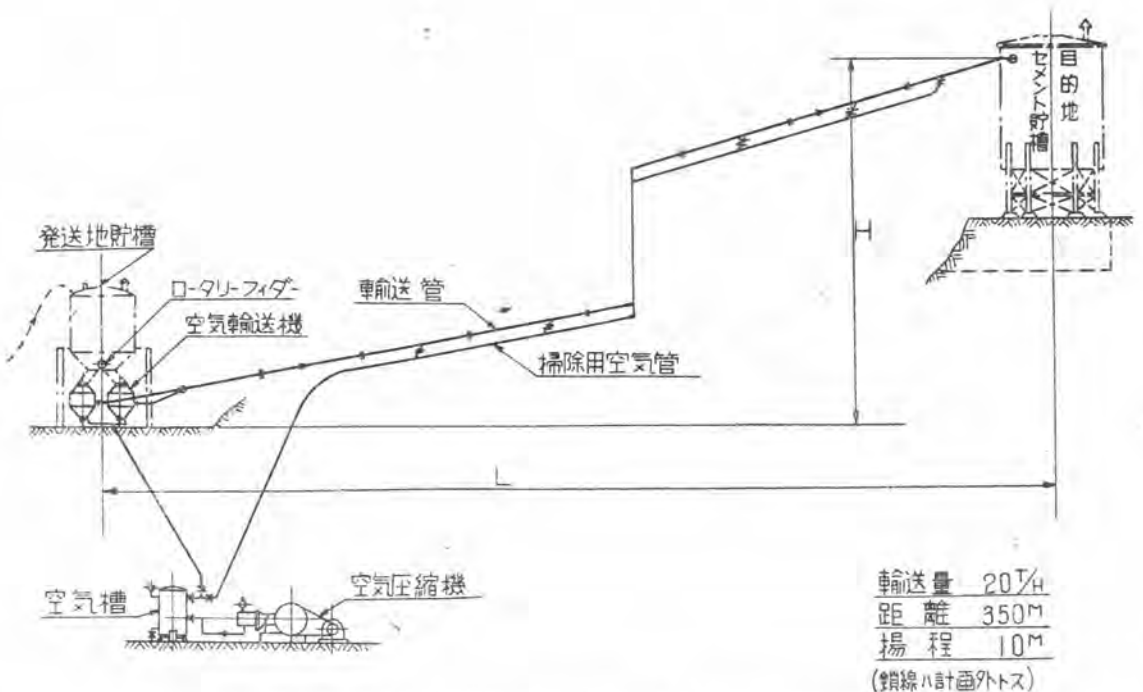 目的地
セメント貯槽
発送地貯槽
ロータリーフィダー
空気輸送機
輸送管
掃除用空気管
H
L
空気槽
空気圧縮機
輸送量 20T/H
距離 350M
揚程 10M
(鎖線ハ計画外トス)